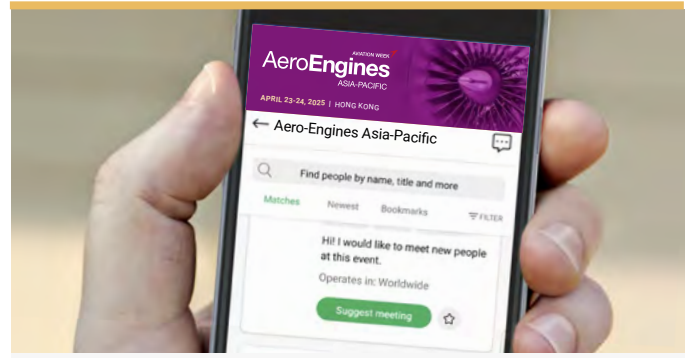 AVIATION WEEK
AeroEngines
ASIA-PACIFIC
APRIL 23-24, 2025 | HONG KONG
← Aero-Engines Asia-Pacific
Find people by name, title and more
Matches Newest Bookmarks FILTER
Hi! I would like to meet new people
at this event.
Operates in: Worldwide
Suggest meeting